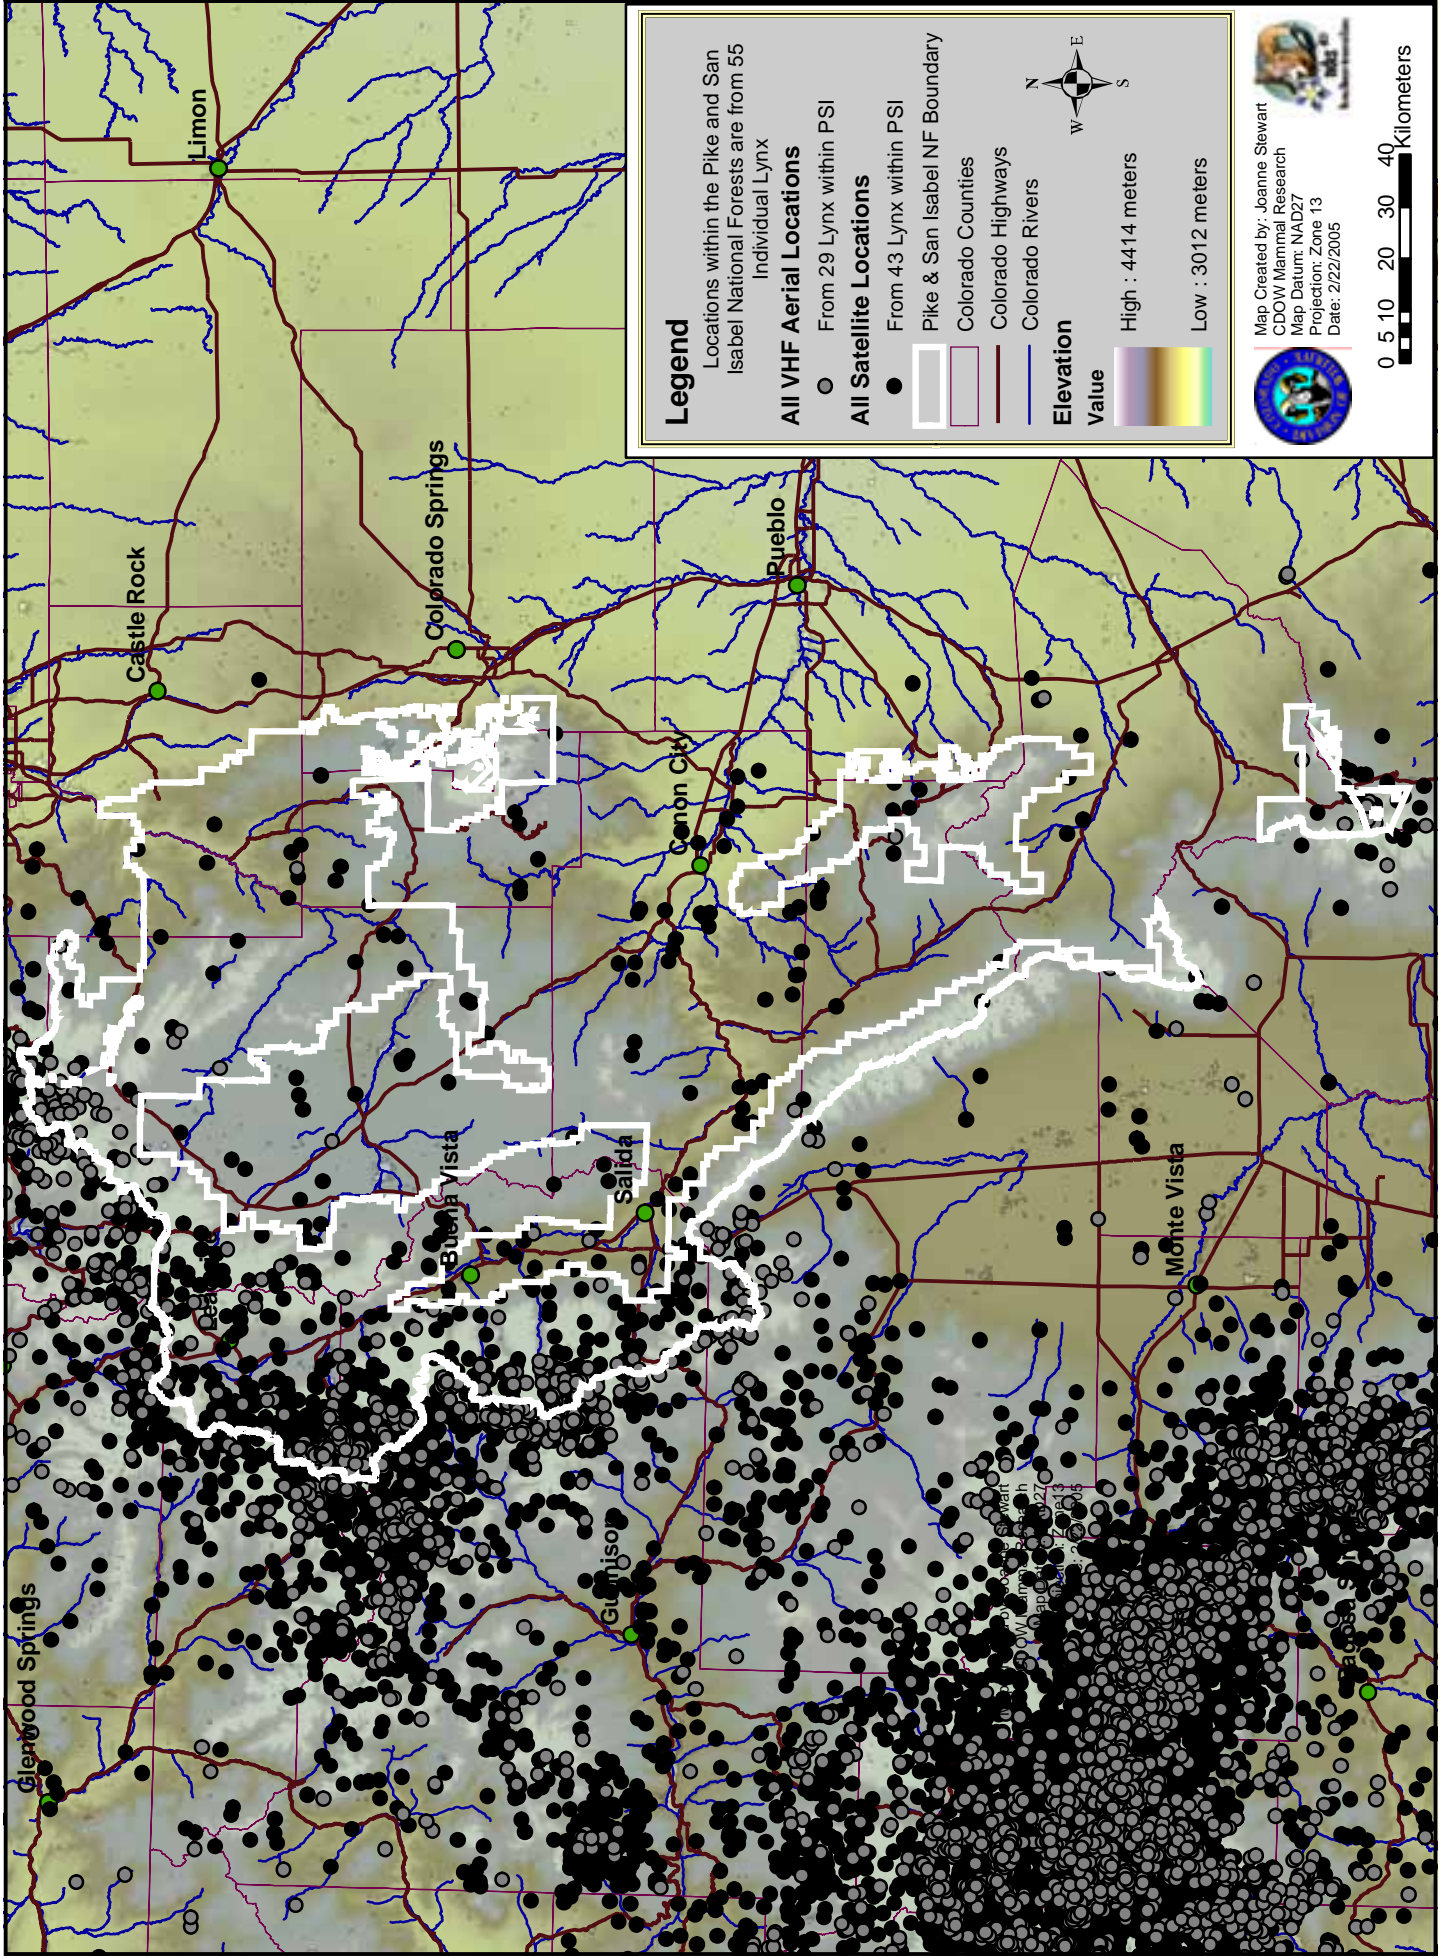 Limon
Castle Rock
Colorado Springs
Pueblo
Canon City
Buena Vista
Salida
Monte Vista
Gunnison
Glenwood Springs
Legend
Locations within the Pike and San
Isabel National Forests are from 55
Individual Lynx
All VHF Aerial Locations
From 29 Lynx within PSI
All Satellite Locations
From 43 Lynx within PSI
Pike & San Isabel NF Boundary
Colorado Counties
Colorado Highways
Colorado Rivers
Elevation
Value
High : 4414 meters
Low : 3012 meters
N
W
E
S
Map Created by: Joanne Stewart
CDOW Mammal Research
Map Datum: NAD27
Projection: Zone 13
Date: 2/22/2005
0 5 10 20 30 40
Kilometers